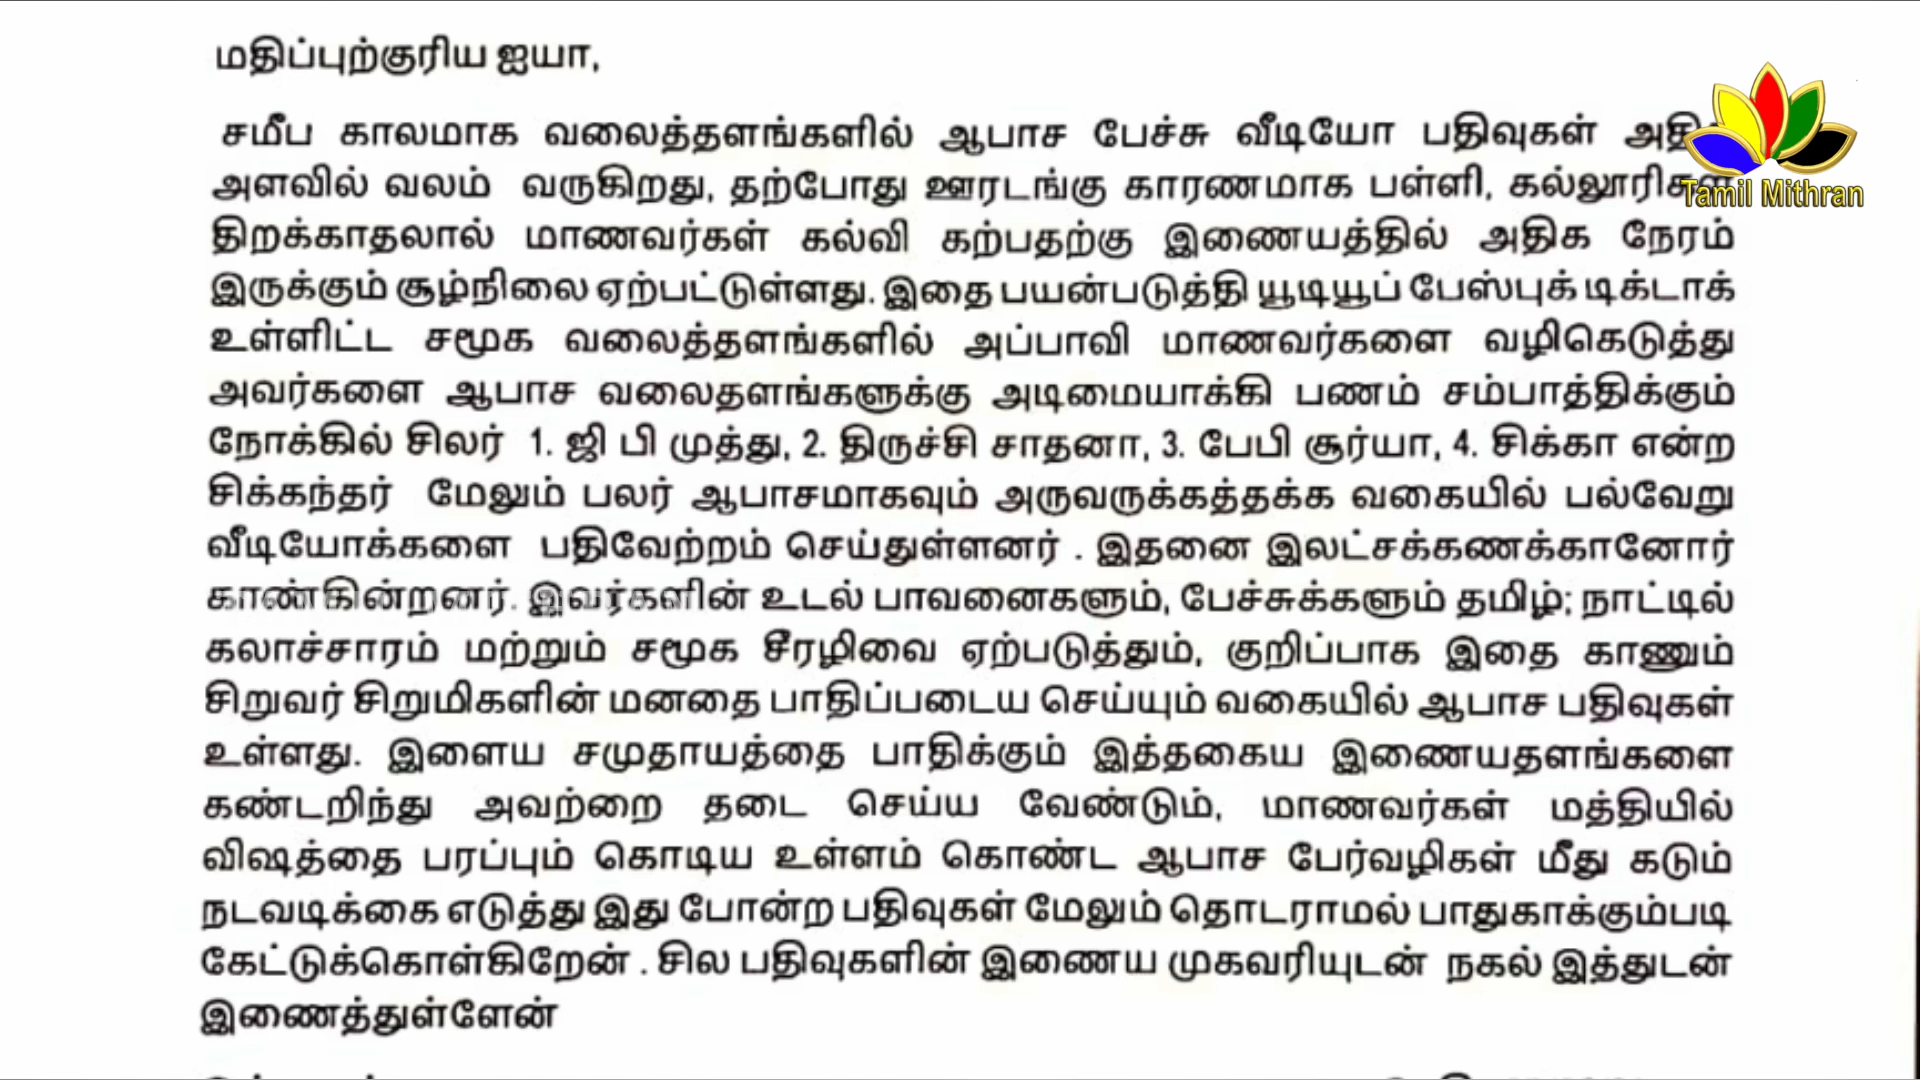 மதிப்புற்குரிய ஐயா,
சமீப காலமாக வலைத்தளங்களில் ஆபாச பேச்சு வீடியோ பதிவுகள்
அளவில் வலம் வருகிறது, தற்போது ஊரடங்கு காரணமாக பள்ளி,
திறக்காதலால் மாணவர்கள் கல்வி கற்பதற்கு இணையத்தில் அதிக நேரம்
இருக்கும் சூழ்நிலை ஏற்பட்டுள்ளது. இதை பயன்படுத்தி யூடியூப் பேஸ்புக் டிக்டாக்
உள்ளிட்ட சமூக வலைத்தளங்களில் அப்பாவி மாணவர்களை வழிகெடுத்து
அவர்களை ஆபாச வலைதளங்களுக்கு அடிமையாக்கி பணம் சம்பாத்திக்கும்
நோக்கில் சிலர் 1. ஜி பி முத்து, 2. திருச்சி சாதனா, 3. பேபி சூர்யா, 4. சிக்கா என்ற
சிக்கந்தர் மேலும் பலர் ஆபாசமாகவும் அருவருக்கத்தக்க வகையில் பல்வேறு
வீடியோக்களை பதிவேற்றம் செய்துள்ளனர் . இதனை இலட்சக்கணக்கானோர்
காண்கின்றனர். இவர்களின் உடல் பாவனைகளும், பேச்சுக்களும் தமிழ்; நாட்டில்
கலாச்சாரம் மற்றும் சமூக சீரழிவை ஏற்படுத்தும், குறிப்பாக இதை காணும்
சிறுவர் சிறுமிகளின் மனதை பாதிப்படைய செய்யும் வகையில் ஆபாச பதிவுகள்
உள்ளது. இளைய சமுதாயத்தை பாதிக்கும் இத்தகைய இணையதளங்களை
கண்டறிந்து அவற்றை தடை செய்ய வேண்டும், மாணவர்கள் மத்தியில்
விஷத்தை பரப்பும் கொடிய உள்ளம் கொண்ட ஆபாச பேர்வழிகள் மீது கடும்
நடவடிக்கை எடுத்து இது போன்ற பதிவுகள் மேலும் தொடராமல் பாதுகாக்கும்படி
கேட்டுக்கொள்கிறேன் . சில பதிவுகளின் இணைய முகவரியுடன் நகல் இத்துடன்
இணைத்துள்ளேன்
Tamil Mithran